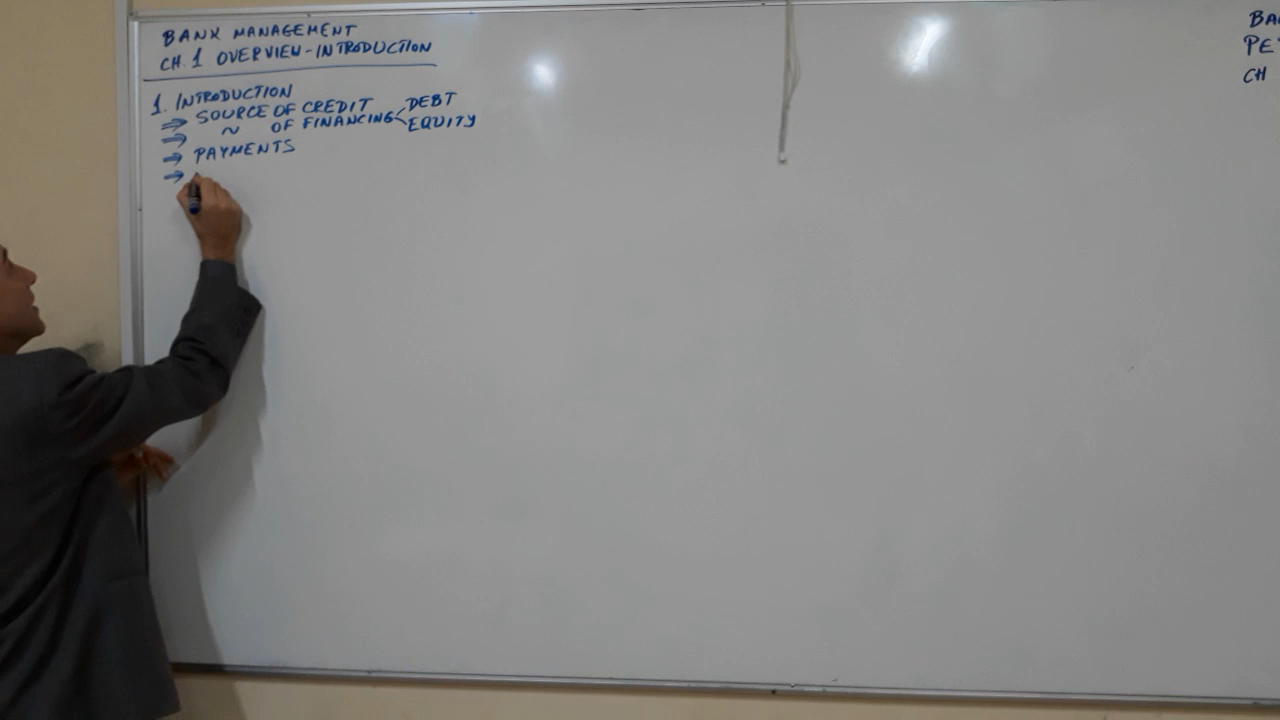 BANK MANAGEMENT
CH. 1 OVERVIEW-INTRODUCTION
1. INTRODUCTION
⇒ SOURCE OF CREDIT
⇒ ~ OF FINANCING < DEBT
EQUITY
⇒ PAYMENTS
⇒
BA
PE
CH